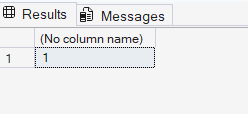 Results Messages
(No column name)
1 1